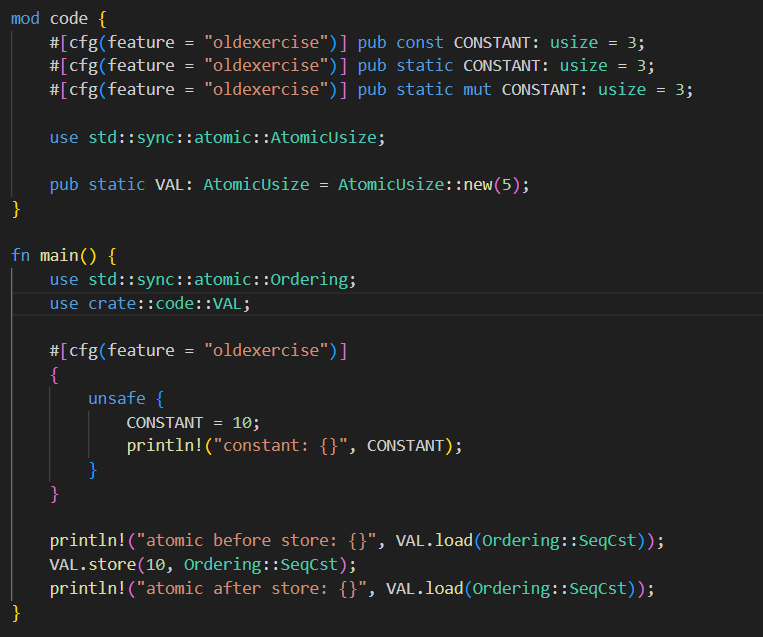 mod code {
    #[cfg(feature = "oldexercise")] pub const CONSTANT: usize = 3;
    #[cfg(feature = "oldexercise")] pub static CONSTANT: usize = 3;
    #[cfg(feature = "oldexercise")] pub static mut CONSTANT: usize = 3;

    use std::sync::atomic::AtomicUsize;

    pub static VAL: AtomicUsize = AtomicUsize::new(5);
}

fn main() {
    use std::sync::atomic::Ordering;
    use crate::code::VAL;

    #[cfg(feature = "oldexercise")]
    {
        unsafe {
            CONSTANT = 10;
            println!("constant: {}", CONSTANT);
        }
    }

    println!("atomic before store: {}", VAL.load(Ordering::SeqCst));
    VAL.store(10, Ordering::SeqCst);
    println!("atomic after store: {}", VAL.load(Ordering::SeqCst));
}